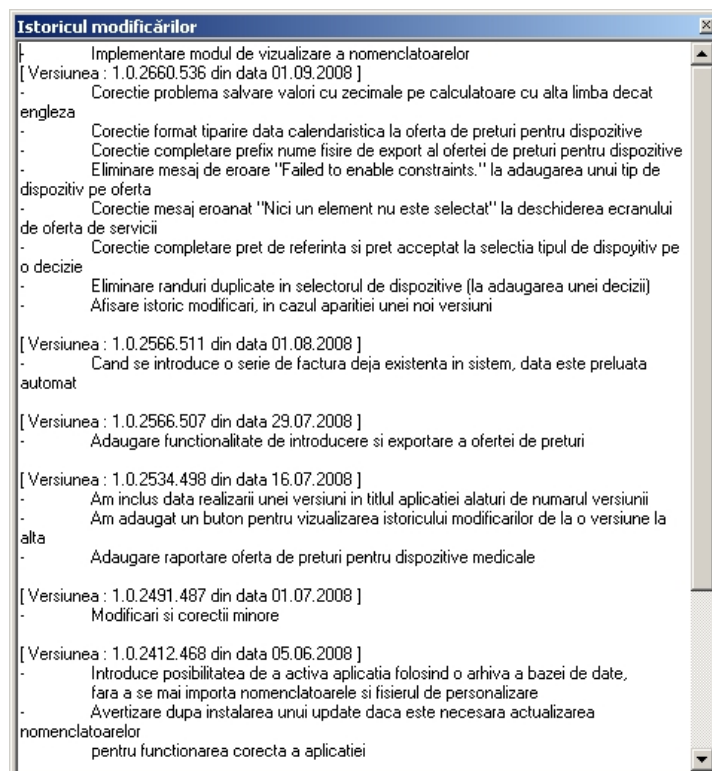 Istoricul modificărilor
- Implementare modul de vizualizare a nomenclatoarelor
[ Versiunea : 1.0.2660.536 din data 01.09.2008 ]
- Corectie problema salvare valori cu zecimale pe calculatoare cu alta limba decat
engleza
- Corectie format tiparire data calendaristica la oferta de preturi pentru dispozitive
- Corectie completare prefix nume fisire de export al ofertei de preturi pentru dispozitive
- Eliminare mesaj de eroare "Failed to enable constraints." la adaugarea unui tip de
dispozitiv pe oferta
- Corectie mesaj eroanat "Nici un element nu este selectat" la deschiderea ecranului
de oferta de servicii
- Corectie completare pret de referinta si pret acceptat la selectia tipul de dispoyitiv pe
o decizie
- Eliminare randuri duplicate in selectorul de dispozitive (la adaugarea unei decizii)
- Afisare istoric modificari, in cazul aparitiei unei noi versiuni
[ Versiunea : 1.0.2566.511 din data 01.08.2008 ]
- Cand se introduce o serie de factura deja existenta in sistem, data este preluata
automat
[ Versiunea : 1.0.2566.507 din data 29.07.2008 ]
- Adaugare functionalitate de introducere si exportare a ofertei de preturi
[ Versiunea : 1.0.2534.498 din data 16.07.2008 ]
- Am inclus data realizarii unei versiuni in titlul aplicatiei alaturi de numarul versiunii
- Am adaugat un buton pentru vizualizarea istoricului modificarilor de la o versiune la
alta
- Adaugare raportare oferta de preturi pentru dispozitive medicale
[ Versiunea : 1.0.2491.487 din data 01.07.2008 ]
- Modificari si corectii minore
[ Versiunea : 1.0.2412.468 din data 05.06.2008 ]
- Introduce posibilitatea de a activa aplicatia folosind o arhiva a bazei de date,
fara a se mai importa nomenclatoarele si fisierul de personalizare
- Avertizare dupa instalarea unui update daca este necesara actualizarea
nomenclatoarelor
pentru functionarea corecta a aplicatiei